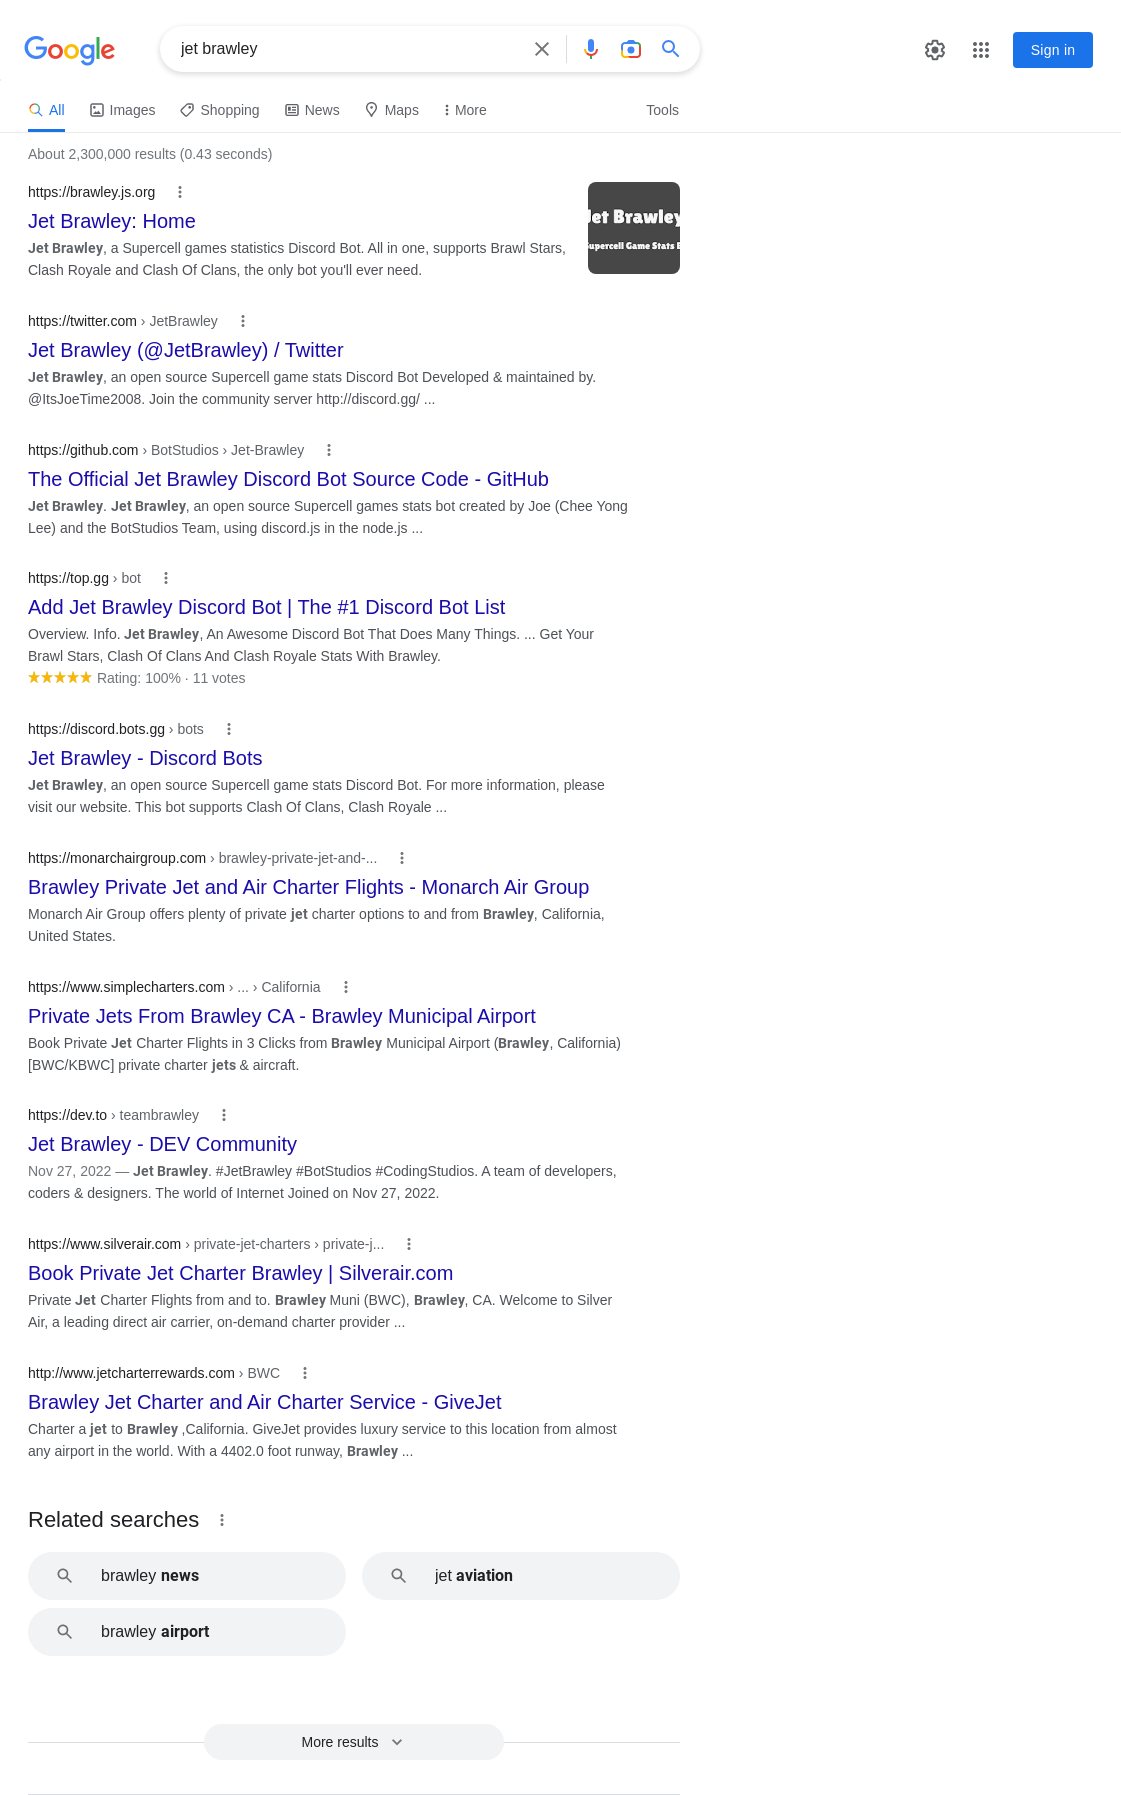 Google
jet brawley
Sign in
All
Images
Shopping
News
Maps
More
Tools
About 2,300,000 results (0.43 seconds)
https://brawley.js.org
Jet Brawley: Home
Jet Brawley, a Supercell games statistics Discord Bot. All in one, supports Brawl Stars,
Clash Royale and Clash Of Clans, the only bot you'll ever need.
Jet Brawley
Supercell Game Stats B
https://twitter.com › JetBrawley
Jet Brawley (@JetBrawley) / Twitter
Jet Brawley, an open source Supercell game stats Discord Bot Developed & maintained by.
@ItsJoeTime2008. Join the community server http://discord.gg/ ...
https://github.com › BotStudios › Jet-Brawley
The Official Jet Brawley Discord Bot Source Code - GitHub
Jet Brawley. Jet Brawley, an open source Supercell games stats bot created by Joe (Chee Yong
Lee) and the BotStudios Team, using discord.js in the node.js ...
https://top.gg › bot
Add Jet Brawley Discord Bot | The #1 Discord Bot List
Overview. Info. Jet Brawley, An Awesome Discord Bot That Does Many Things. ... Get Your
Brawl Stars, Clash Of Clans And Clash Royale Stats With Brawley.
Rating: 100% · 11 votes
https://discord.bots.gg › bots
Jet Brawley - Discord Bots
Jet Brawley, an open source Supercell game stats Discord Bot. For more information, please
visit our website. This bot supports Clash Of Clans, Clash Royale ...
https://monarchairgroup.com › brawley-private-jet-and-...
Brawley Private Jet and Air Charter Flights - Monarch Air Group
Monarch Air Group offers plenty of private jet charter options to and from Brawley, California,
United States.
https://www.simplecharters.com › ... › California
Private Jets From Brawley CA - Brawley Municipal Airport
Book Private Jet Charter Flights in 3 Clicks from Brawley Municipal Airport (Brawley, California)
[BWC/KBWC] private charter jets & aircraft.
https://dev.to › teambrawley
Jet Brawley - DEV Community
Nov 27, 2022 — Jet Brawley. #JetBrawley #BotStudios #CodingStudios. A team of developers,
coders & designers. The world of Internet Joined on Nov 27, 2022.
https://www.silverair.com › private-jet-charters › private-j...
Book Private Jet Charter Brawley | Silverair.com
Private Jet Charter Flights from and to. Brawley Muni (BWC), Brawley, CA. Welcome to Silver
Air, a leading direct air carrier, on-demand charter provider ...
http://www.jetcharterrewards.com › BWC
Brawley Jet Charter and Air Charter Service - GiveJet
Charter a jet to Brawley ,California. GiveJet provides luxury service to this location from almost
any airport in the world. With a 4402.0 foot runway, Brawley ...
Related searches
brawley news
jet aviation
brawley airport
More results